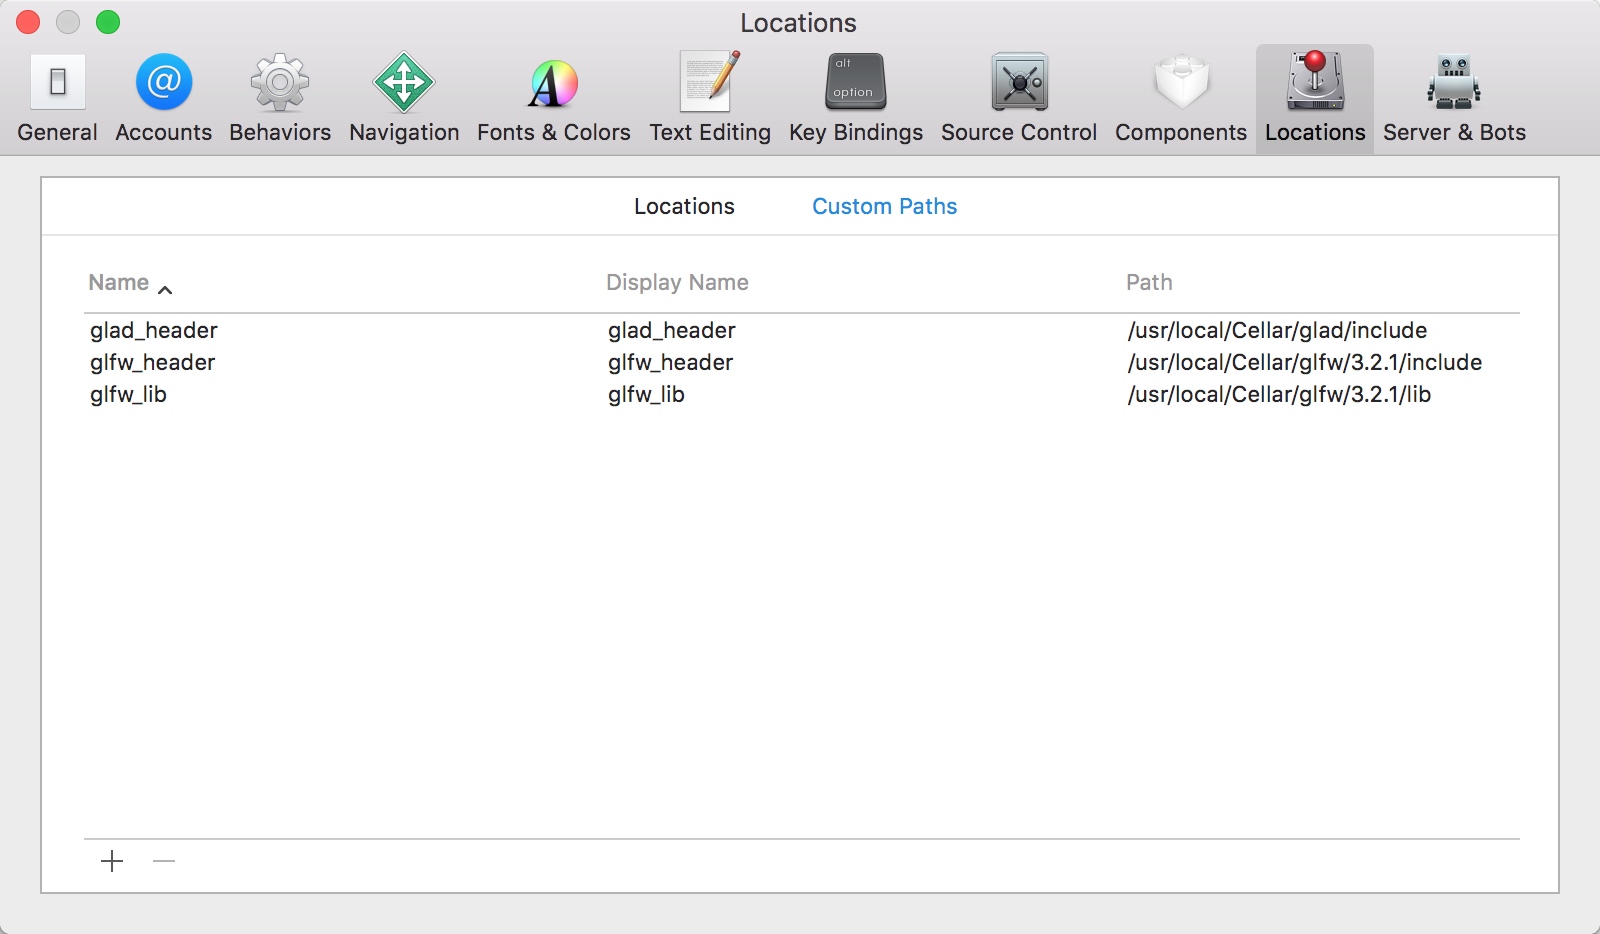 Locations
@
General Accounts Behaviors Navigation Fonts & Colors Text Editing Key Bindings Source Control Components Locations Server & Bots
A
alt
option
Locations Custom Paths
Name Display Name Path
glad_header glad_header /usr/local/Cellar/glad/include
glfw_header glfw_header /usr/local/Cellar/glfw/3.2.1/include
glfw_lib glfw_lib /usr/local/Cellar/glfw/3.2.1/lib